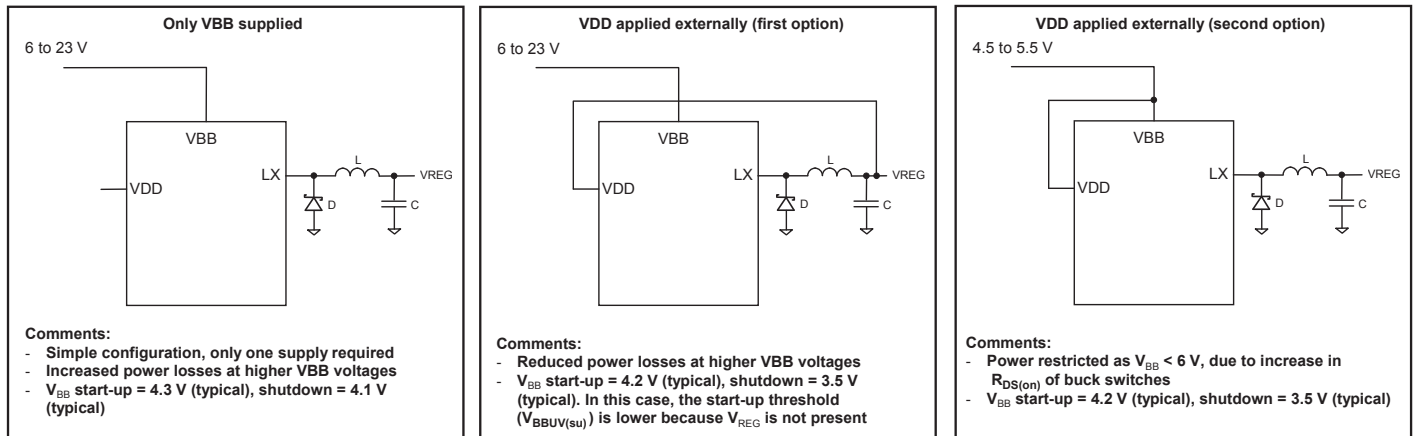 Only VBB supplied
6 to 23 V
VBB
VDD
LX
L
VREG
D
C
Comments:
- Simple configuration, only one supply required
- Increased power losses at higher VBB voltages
- VBB start-up = 4.3 V (typical), shutdown = 4.1 V
(typical)
VDD applied externally (first option)
6 to 23 V
VBB
VDD
LX
L
VREG
D
C
Comments:
- Reduced power losses at higher VBB voltages
- VBB start-up = 4.2 V (typical), shutdown = 3.5 V
(typical). In this case, the start-up threshold
(VBBUV(su)) is lower because VREG is not present
VDD applied externally (second option)
4.5 to 5.5 V
VBB
VDD
LX
L
VREG
D
C
Comments:
- Power restricted as VBB < 6 V, due to increase in
RDS(on) of buck switches
- VBB start-up = 4.2 V (typical), shutdown = 3.5 V (typical)